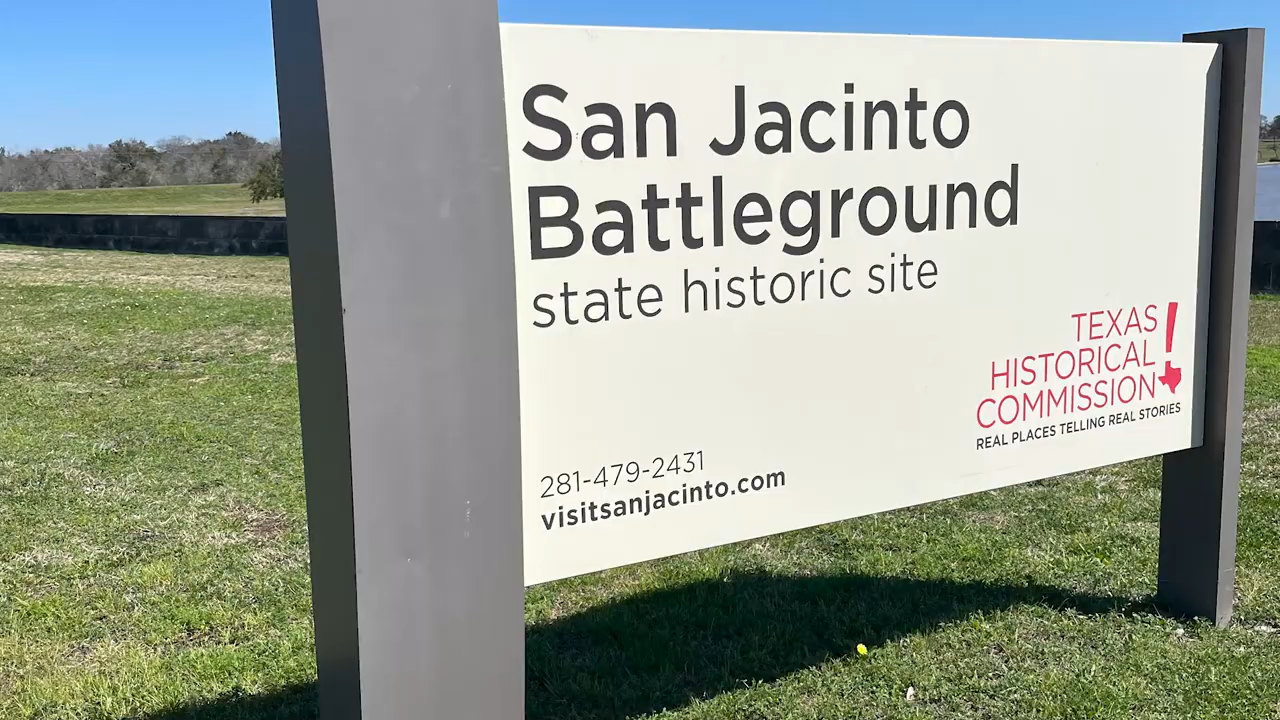 San Jacinto
Battleground
state historic site
TEXAS
HISTORICAL
COMMISSION
REAL PLACES TELLING REAL STORIES
281-479-2431
visitsanjacinto.com